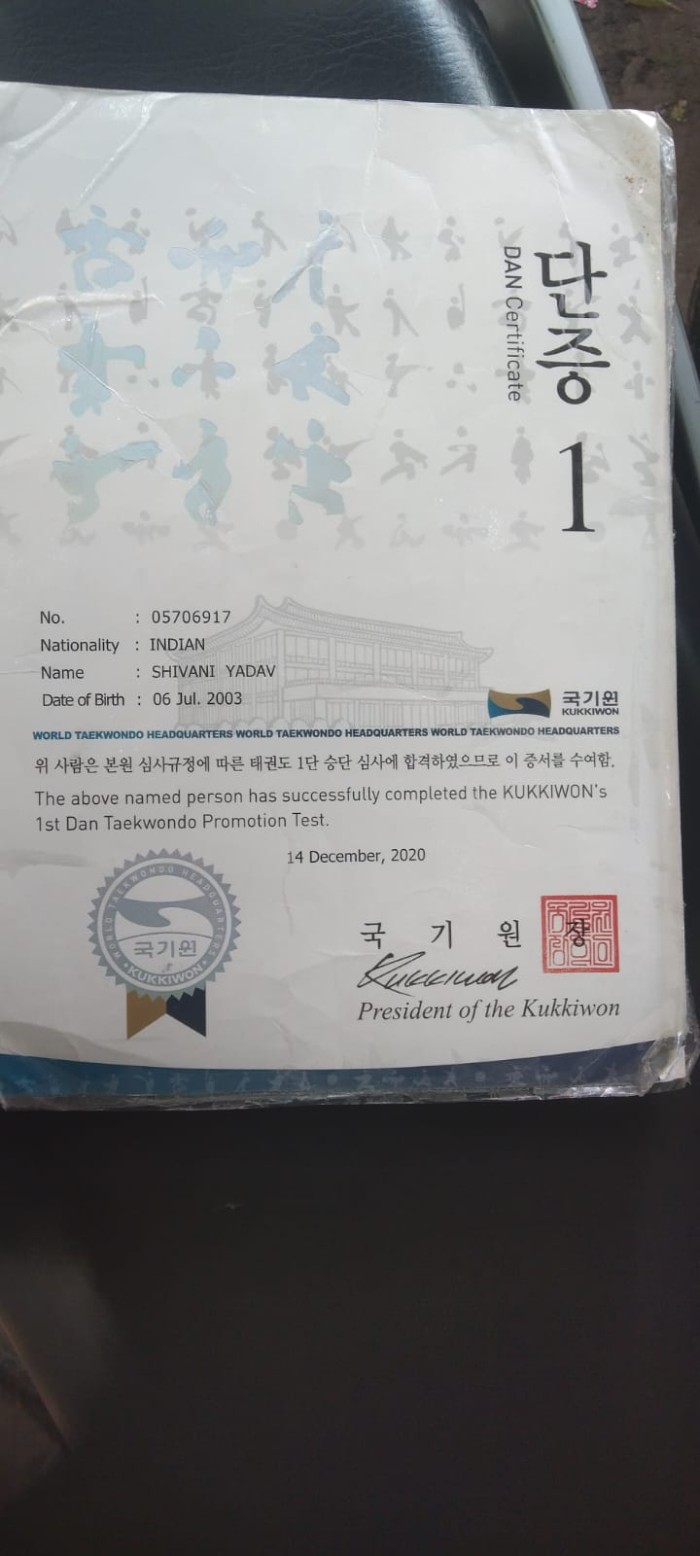 단증
DAN Certificate
1
No. : 05706917
Nationality : INDIAN
Name : SHIVANI YADAV
Date of Birth : 06 Jul. 2003
국기원
KUKKIWON
WORLD TAEKWONDO HEADQUARTERS WORLD TAEKWONDO HEADQUARTERS WORLD TAEKWONDO HEADQUARTERS
위 사람은 본원 심사규정에 따른 태권도 1단 승단 심사에 합격하였으므로 이 증서를 수여함.
The above named person has successfully completed the KUKKIWON's
1st Dan Taekwondo Promotion Test.
14 December, 2020
WORLD TAEKWONDO HEADQUARTERS
국기원
KUKKIWON
국 기 원 장
Kukkiwon
President of the Kukkiwon